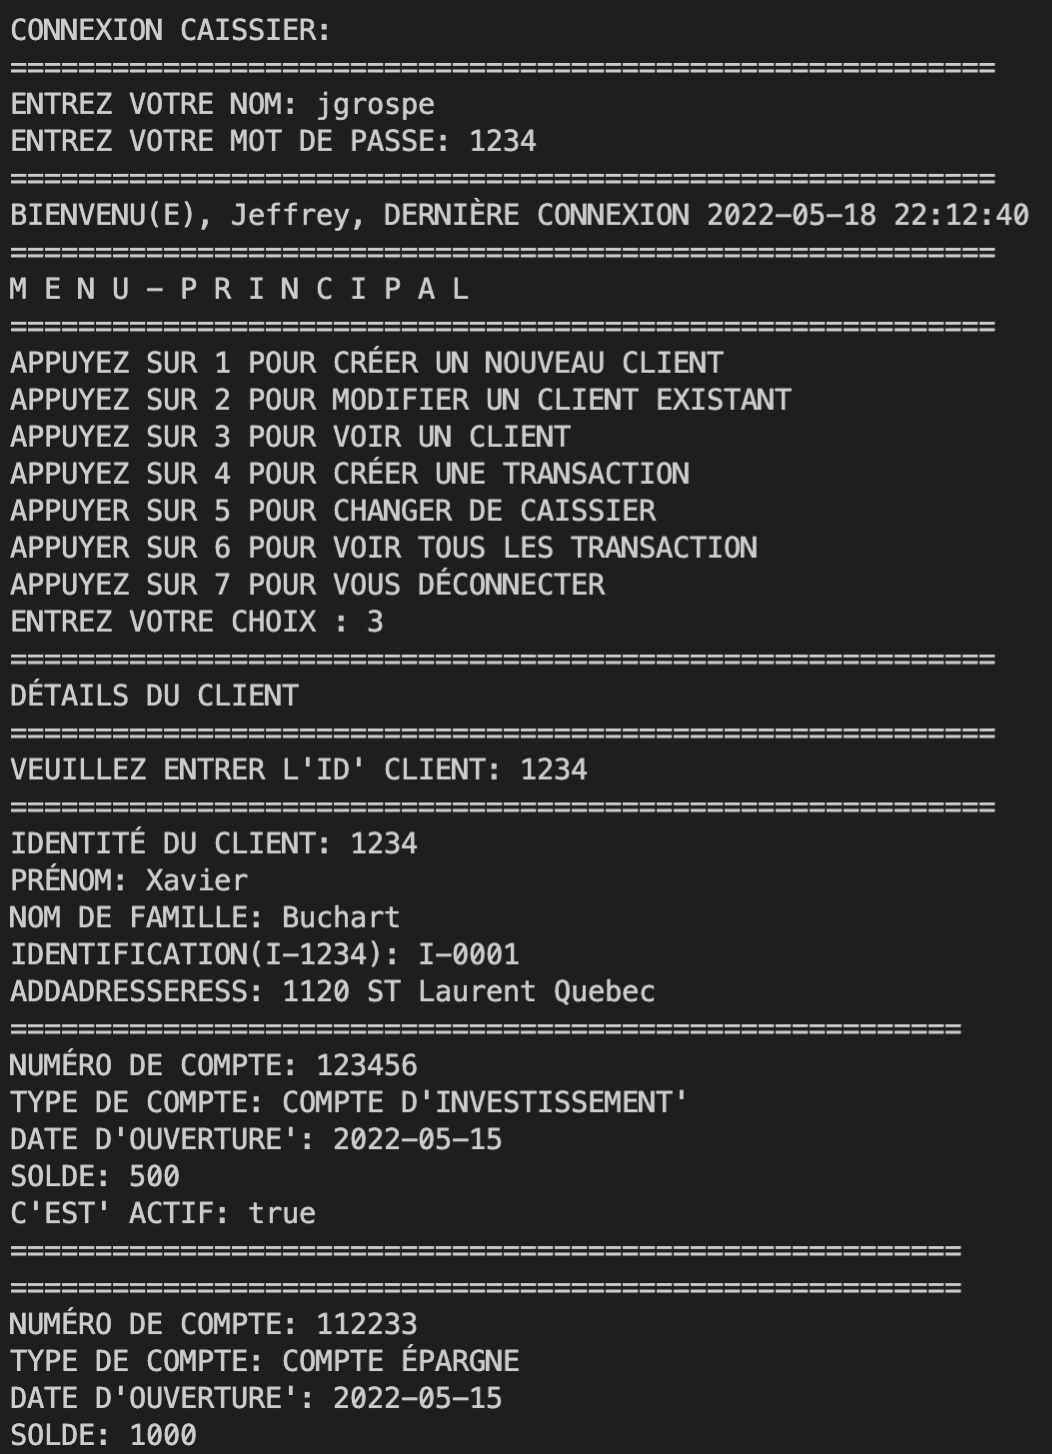 CONNEXION CAISSIER:
==========================================================
ENTREZ VOTRE NOM: jgrospe
ENTREZ VOTRE MOT DE PASSE: 1234
==========================================================
BIENVENU(E), Jeffrey, DERNIÈRE CONNEXION 2022-05-18 22:12:40
==========================================================
M E N U - P R I N C I P A L
==========================================================
APPUYEZ SUR 1 POUR CRÉER UN NOUVEAU CLIENT
APPUYEZ SUR 2 POUR MODIFIER UN CLIENT EXISTANT
APPUYEZ SUR 3 POUR VOIR UN CLIENT
APPUYEZ SUR 4 POUR CRÉER UNE TRANSACTION
APPUYER SUR 5 POUR CHANGER DE CAISSIER
APPUYER SUR 6 POUR VOIR TOUS LES TRANSACTION
APPUYEZ SUR 7 POUR VOUS DÉCONNECTER
ENTREZ VOTRE CHOIX : 3
==========================================================
DÉTAILS DU CLIENT
==========================================================
VEUILLEZ ENTRER L'ID' CLIENT: 1234
==========================================================
IDENTITÉ DU CLIENT: 1234
PRÉNOM: Xavier
NOM DE FAMILLE: Buchart
IDENTIFICATION(I-1234): I-0001
ADDADRESSERESS: 1120 ST Laurent Quebec
========================================================
NUMÉRO DE COMPTE: 123456
TYPE DE COMPTE: COMPTE D'INVESTISSEMENT'
DATE D'OUVERTURE': 2022-05-15
SOLDE: 500
C'EST' ACTIF: true
========================================================
========================================================
NUMÉRO DE COMPTE: 112233
TYPE DE COMPTE: COMPTE ÉPARGNE
DATE D'OUVERTURE': 2022-05-15
SOLDE: 1000